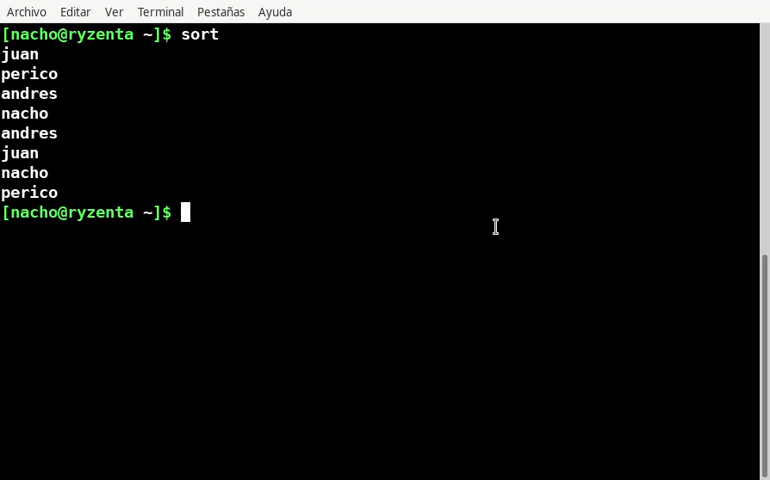 Archivo Editar Ver Terminal Pestañas Ayuda
[nacho@ryzenta ~]$ sort
juan
perico
andres
nacho
andres
juan
nacho
perico
[nacho@ryzenta ~]$